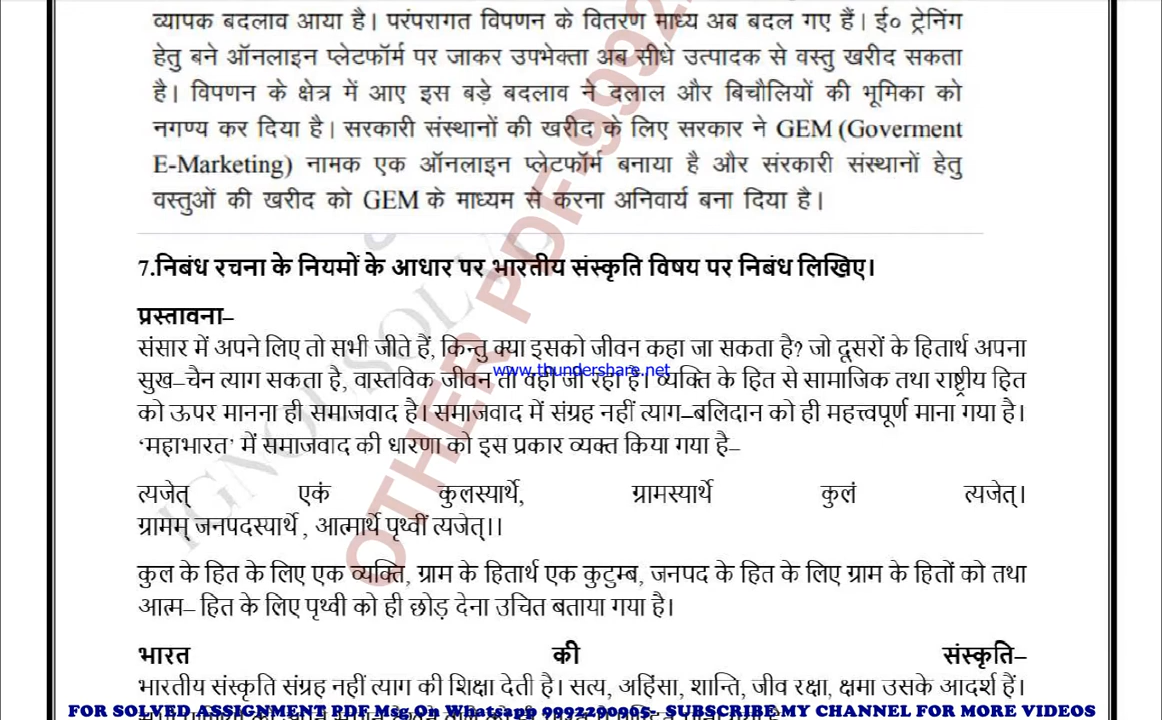 व्यापक बदलाव आया है। परंपरागत विपणन के वितरण माध्य अब बदल गए हैं। ई० ट्रेनिंग
हेतु बने ऑनलाइन प्लेटफॉर्म पर जाकर उपभेक्ता अब सीधे उत्पादक से वस्तु खरीद सकता
है। विपणन के क्षेत्र में आए इस बड़े बदलाव ने दलाल और बिचौलियों की भूमिका को
नगण्य कर दिया है। सरकारी संस्थानों की खरीद के लिए सरकार ने GEM (Goverment
E-Marketing) नामक एक ऑनलाइन प्लेटफॉर्म बनाया है और संरकारी संस्थानों हेतु
वस्तुओं की खरीद को GEM के माध्यम से करना अनिवार्य बना दिया है।
7.निबंध रचना के नियमों के आधार पर भारतीय संस्कृति विषय पर निबंध लिखिए।
प्रस्तावना–
संसार में अपने लिए तो सभी जीते हैं, किन्तु क्या इसको जीवन कहा जा सकता है? जो दूसरों के हितार्थ अपना
www.thundershare.net
सुख–चैन त्याग सकता है, वास्तविक जीवन तो वही जी रहा है। व्यक्ति के हित से सामाजिक तथा राष्ट्रीय हित
को ऊपर मानना ही समाजवाद है। समाजवाद में संग्रह नहीं त्याग–बलिदान को ही महत्त्वपूर्ण माना गया है।
‘महाभारत’ में समाजवाद की धारणा को इस प्रकार व्यक्त किया गया है–
त्यजेत् एकं कुलस्यार्थे, ग्रामस्यार्थे कुलं त्यजेत्।
ग्रामम् जनपदस्यार्थे , आत्मार्थे पृथ्वीं त्यजेत्।।
कुल के हित के लिए एक व्यक्ति, ग्राम के हितार्थ एक कुटुम्ब, जनपद के हित के लिए ग्राम के हितों को तथा
आत्म– हित के लिए पृथ्वी को ही छोड़ देना उचित बताया गया है।
भारत की संस्कृति–
भारतीय संस्कृति संग्रह नहीं त्याग की शिक्षा देती है। सत्य, अहिंसा, शान्ति, जीव रक्षा, क्षमा उसके आदर्श हैं।
FOR SOLVED ASSIGNMENT PDF Msg On Whatsapp 9992290905- SUBSCRIBE MY CHANNEL FOR MORE VIDEOS
OTHER PDF-9992